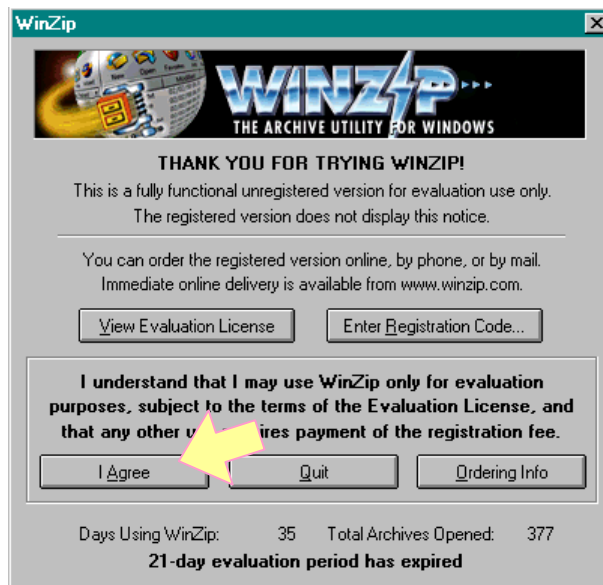 WinZip
WINZIP
THE ARCHIVE UTILITY FOR WINDOWS
THANK YOU FOR TRYING WINZIP!
This is a fully functional unregistered version for evaluation use only.
The registered version does not display this notice.
You can order the registered version online, by phone, or by mail.
Immediate online delivery is available from www.winzip.com.
View Evaluation License
Enter Registration Code...
I understand that I may use WinZip only for evaluation
purposes, subject to the terms of the Evaluation License, and
that any other payment of the registration fee.
I Agree
Quit
Ordering Info
Days Using WinZip: 35 Total Archives Opened: 377
21-day evaluation period has expired